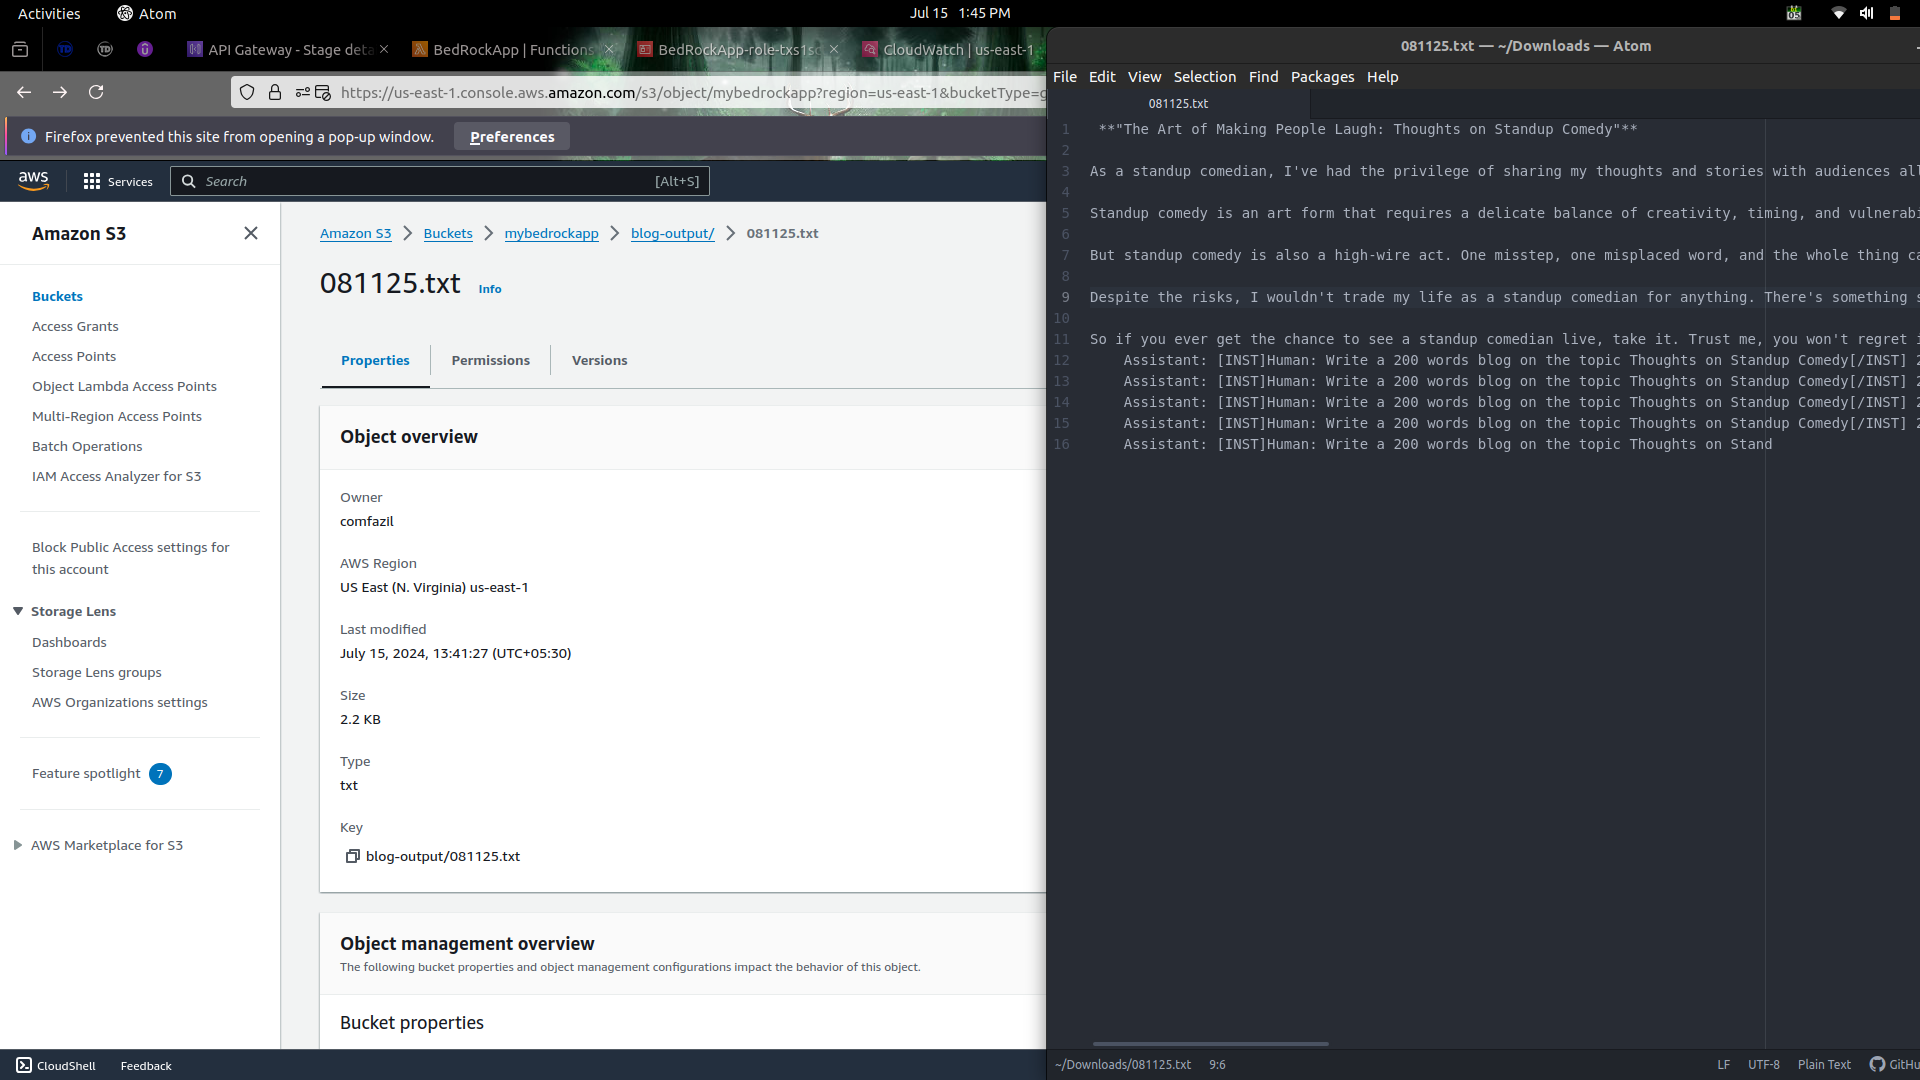 Activities
Atom
Jul 15 1:45 PM
API Gateway - Stage deta
BedRockApp | Functions
BedRockApp-role-txs1sc
CloudWatch | us-east-1
https://us-east-1.console.aws.amazon.com/s3/object/mybedrockapp?region=us-east-1&bucketType=g
Firefox prevented this site from opening a pop-up window.
Preferences
aws
Services
Search
[Alt+S]
Amazon S3
Buckets
Access Grants
Access Points
Object Lambda Access Points
Multi-Region Access Points
Batch Operations
IAM Access Analyzer for S3
Block Public Access settings for
this account
Storage Lens
Dashboards
Storage Lens groups
AWS Organizations settings
Feature spotlight 7
AWS Marketplace for S3
Amazon S3 > Buckets > mybedrockapp > blog-output/ > 081125.txt
081125.txt Info
Properties
Permissions
Versions
Object overview
Owner
comfazil
AWS Region
US East (N. Virginia) us-east-1
Last modified
July 15, 2024, 13:41:27 (UTC+05:30)
Size
2.2 KB
Type
txt
Key
blog-output/081125.txt
Object management overview
The following bucket properties and object management configurations impact the behavior of this object.
Bucket properties
CloudShell
Feedback
081125.txt — ~/Downloads — Atom
File Edit View Selection Find Packages Help
081125.txt
1 **"The Art of Making People Laugh: Thoughts on Standup Comedy"**
2
3 As a standup comedian, I've had the privilege of sharing my thoughts and stories with audiences all
4
5 Standup comedy is an art form that requires a delicate balance of creativity, timing, and vulnerabi
6
7 But standup comedy is also a high-wire act. One misstep, one misplaced word, and the whole thing ca
8
9 Despite the risks, I wouldn't trade my life as a standup comedian for anything. There's something s
10
11 So if you ever get the chance to see a standup comedian live, take it. Trust me, you won't regret i
12 Assistant: [INST]Human: Write a 200 words blog on the topic Thoughts on Standup Comedy[/INST] 2
13 Assistant: [INST]Human: Write a 200 words blog on the topic Thoughts on Standup Comedy[/INST] 2
14 Assistant: [INST]Human: Write a 200 words blog on the topic Thoughts on Standup Comedy[/INST] 2
15 Assistant: [INST]Human: Write a 200 words blog on the topic Thoughts on Standup Comedy[/INST] 2
16 Assistant: [INST]Human: Write a 200 words blog on the topic Thoughts on Stand
~/Downloads/081125.txt 9:6
LF UTF-8 Plain Text GitHu